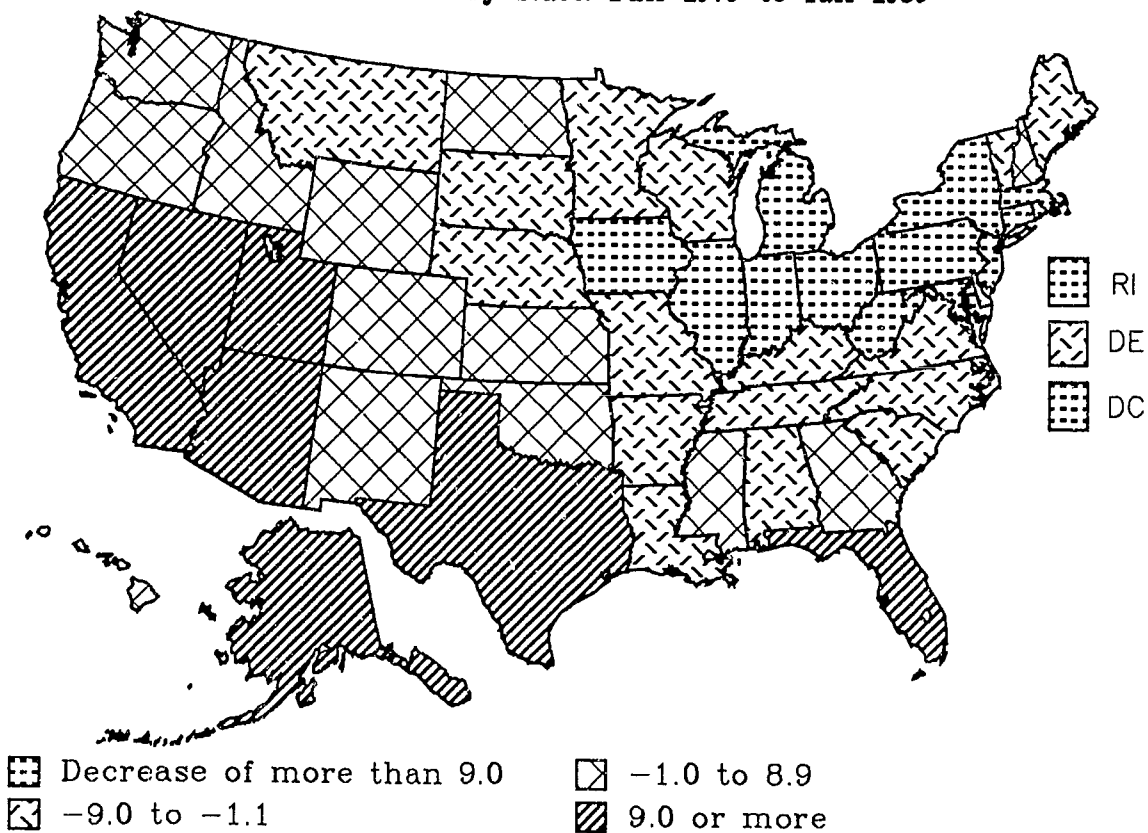 RI
DE
DC
Decrease of more than 9.0
-1.0 to 8.9
-9.0 to -1.1
9.0 or more